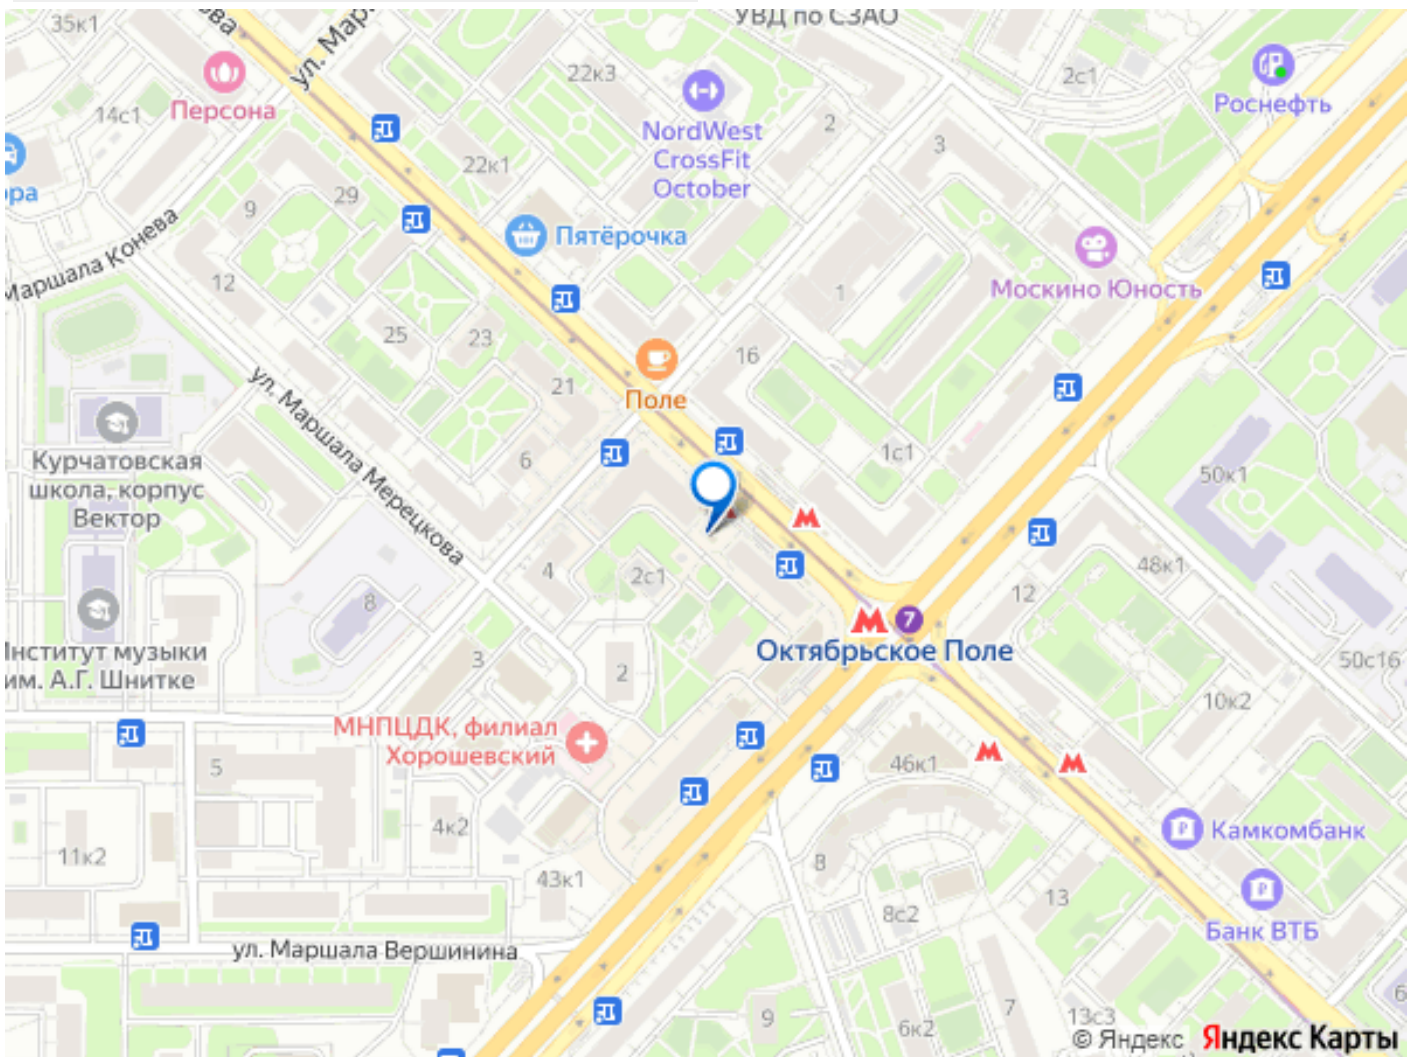 УВД по СЗАО
35к1
ул. Мар
ова
22к3
2с1
Роснефть
Персона
14с1
NordWest
CrossFit
October
2
3
22к1
29
9
ора
Пятёрочка
Маршала Конева
12
Москино Юность
1
25
23
16
21
Поле
ул. Маршала Мерецкова
6
1с1
50к1
Курчатовская
школа, корпус
Вектор
4
2с1
8
48к1
12
7
Октябрьское Поле
Институт музыки
им. А.Г. Шнитке
3
2
50с16
10к2
МНПЦДК, филиал
Хорошевский
5
46к1
4к2
Камкомбанк
11к2
8
43к1
13
Банк ВТБ
8с2
ул. Маршала Вершинина
9
6к2
7
13с3
6
© Яндекс Яндекс Карты